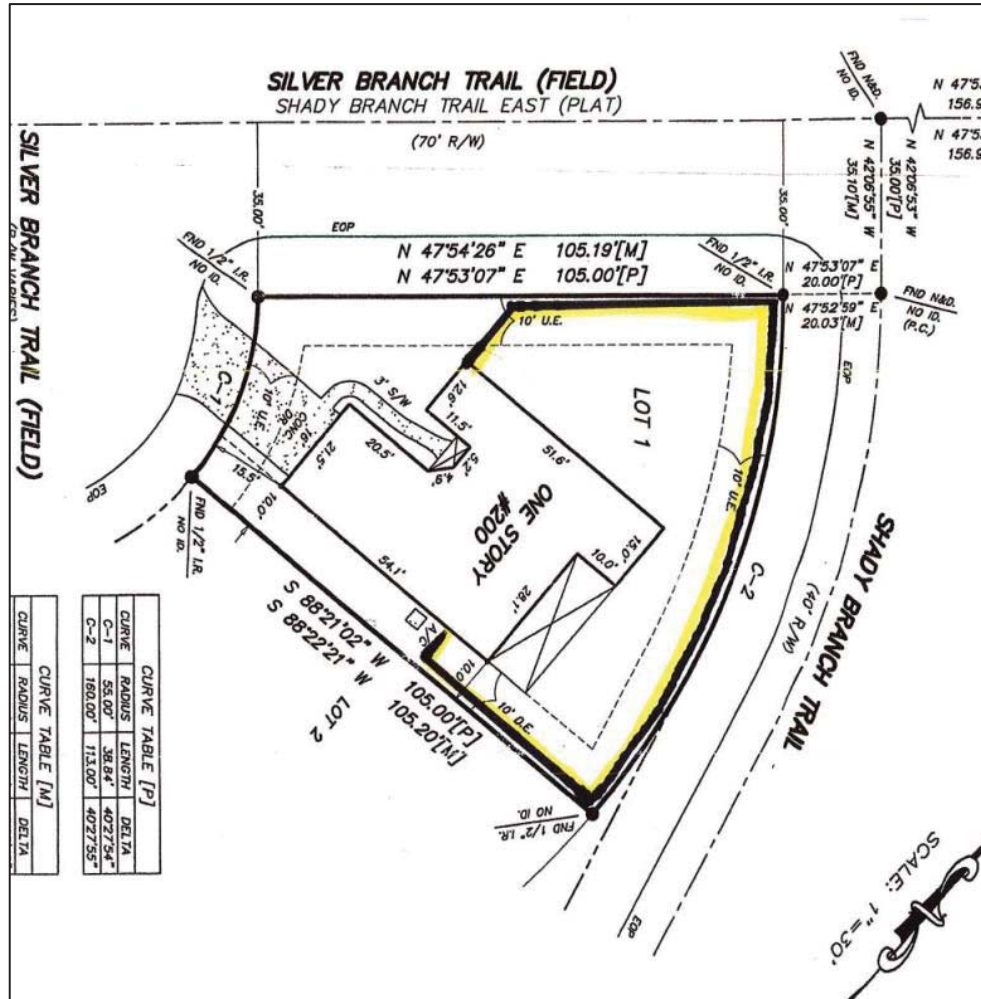 SILVER BRANCH TRAIL (FIELD)
SHADY BRANCH TRAIL EAST (PLAT)
(70' R/W)
FND N&D.
NO ID.
N 47°53
156.9
N 47°5
156.9
N 42°06'53" W
35.00'[P]
N 42°06'55" W
35.10'[M]
35.00'
35.00'
EOP
FND 1/2" I.R.
NO ID.
N 47°54'26" E 105.19'[M]
N 47°53'07" E 105.00'[P]
FND 1/2" I.R.
NO ID.
N 47°53'07" E
20.00'[P]
N 47°52'59" E
20.03'[M]
FND N&D.
NO ID.
(P.C.)
SILVER BRANCH TRAIL (FIELD)
10' U.E.
EOP
C-1
10' U.E.
CONC
DR
16'
3' S/W
12.6'
11.5'
5.2'
4.9'
20.5'
21.5'
51.6'
LOT 1
10' U.E.
ONE STORY
#200
15.0'
10.0'
28.1'
54.1'
15.5'
10.0'
C-2
(40' R/W)
SHADY BRANCH TRAIL
EOP
FND 1/2" I.R.
NO ID.
A/C
10.0'
10' D.E.
S 88°21'02" W 105.00'[P]
S 88°22'21" W 105.20'[M]
LOT 2
FND 1/2" I.R.
NO ID.
EOP
SCALE: 1"=30'
CURVE TABLE [P]
CURVE RADIUS LENGTH DELTA
C-1 55.00' 38.84' 40°27'54"
C-2 160.00' 113.00' 40°27'55"
CURVE TABLE [M]
CURVE RADIUS LENGTH DELTA